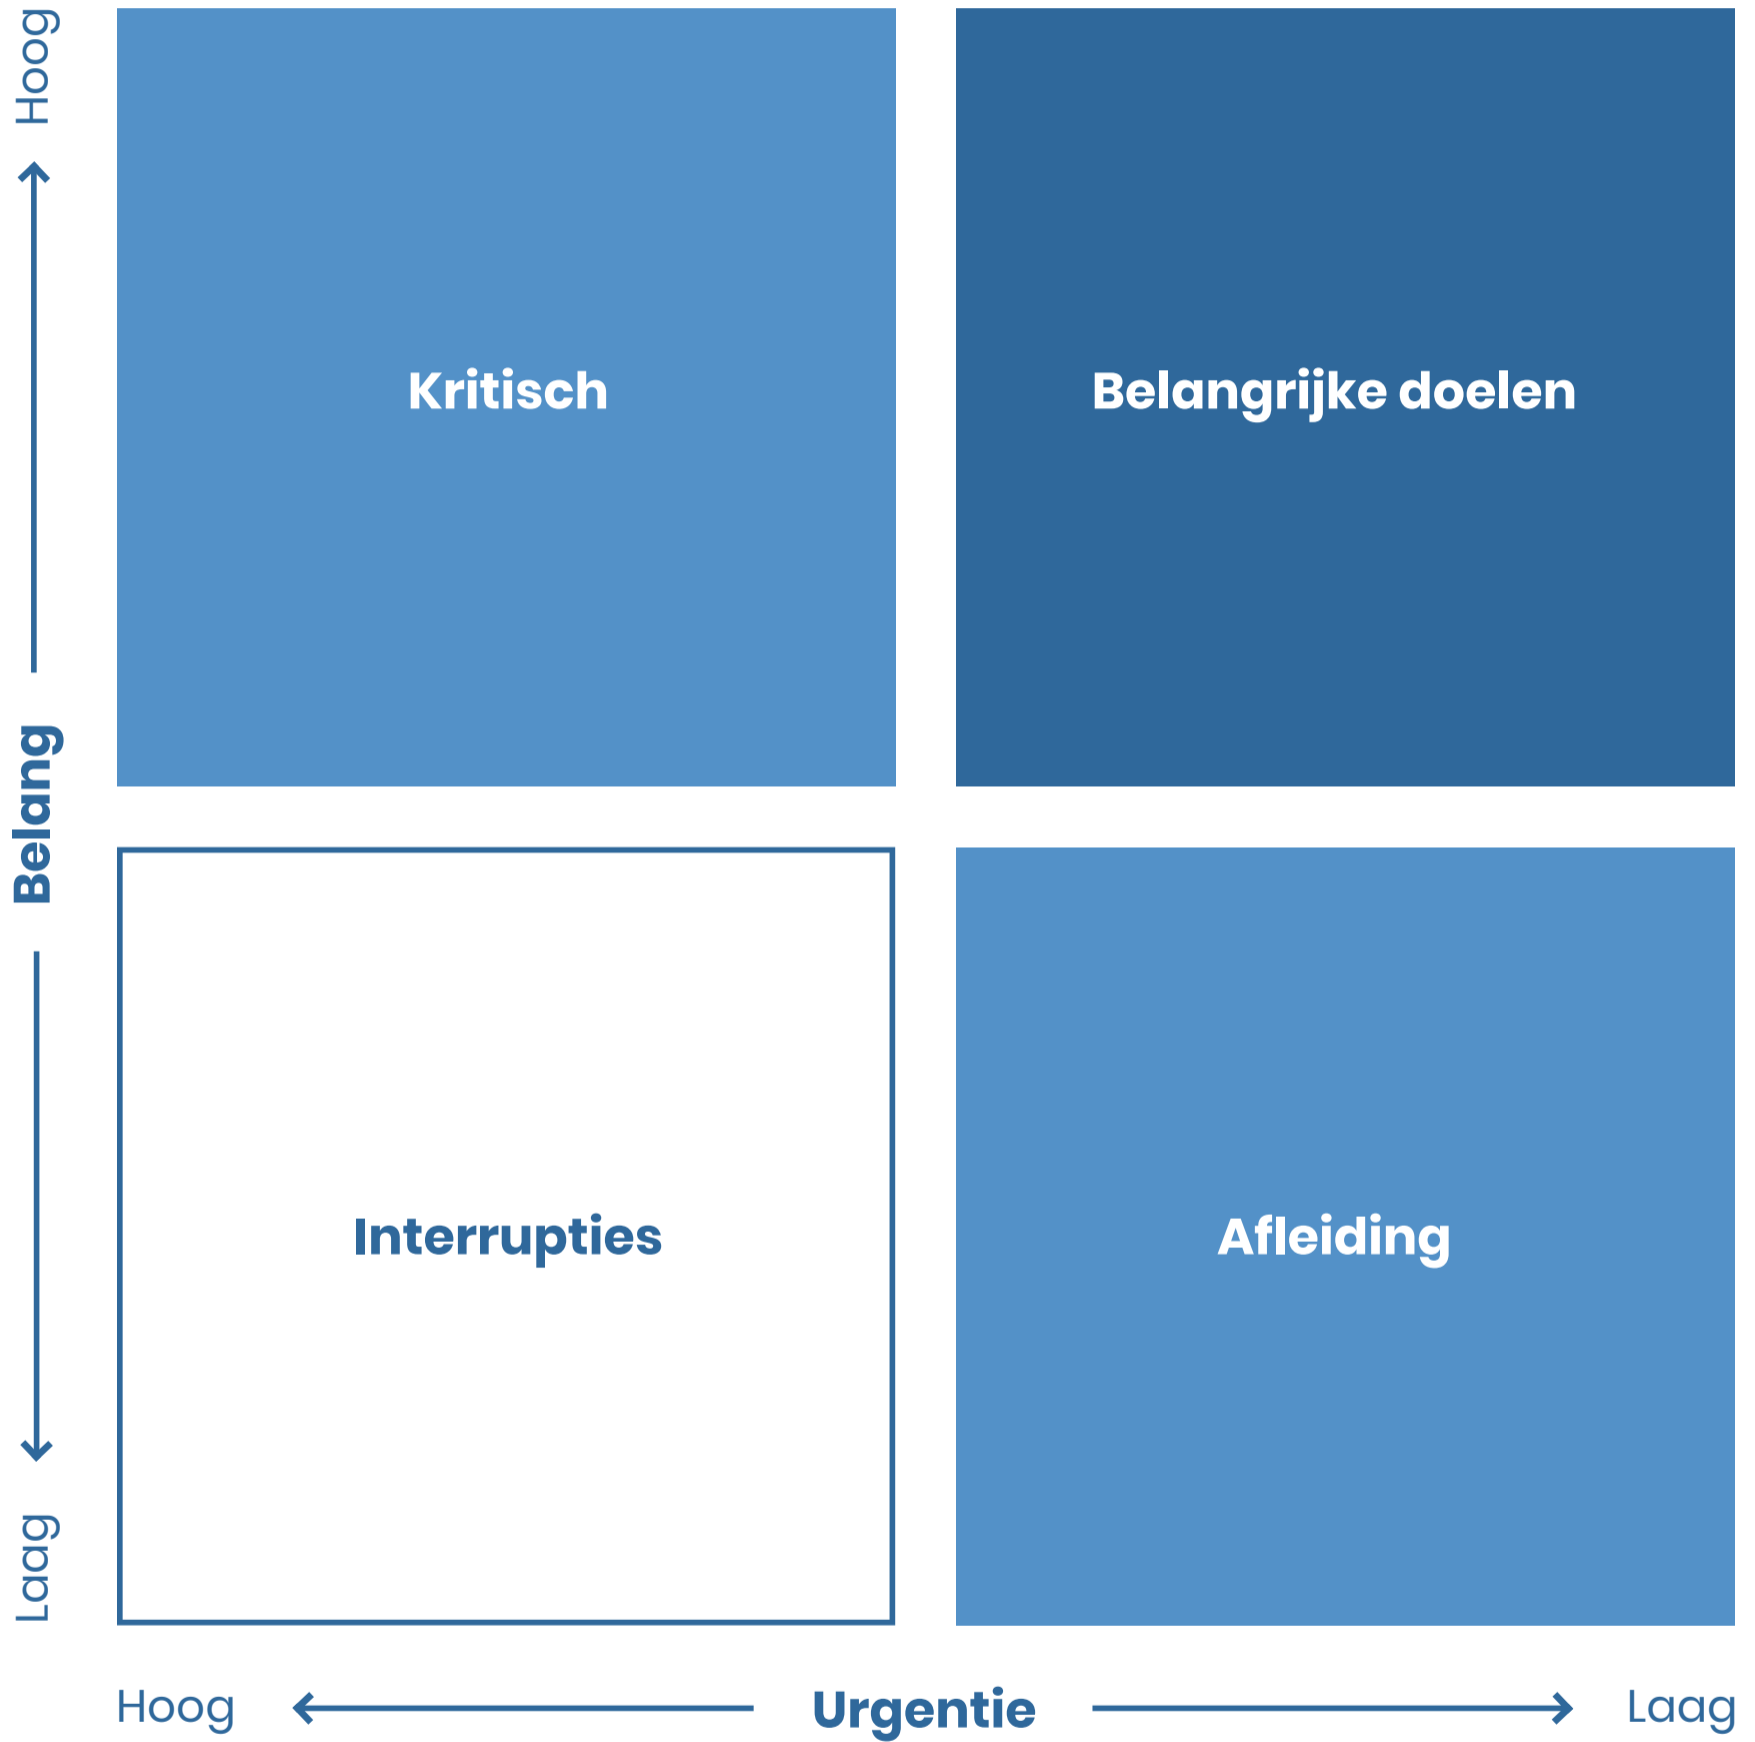 Hoog
Kritisch
Belangrijke doelen
Belang
Interrupties
Afleiding
Laag
Hoog
Urgentie
Laag